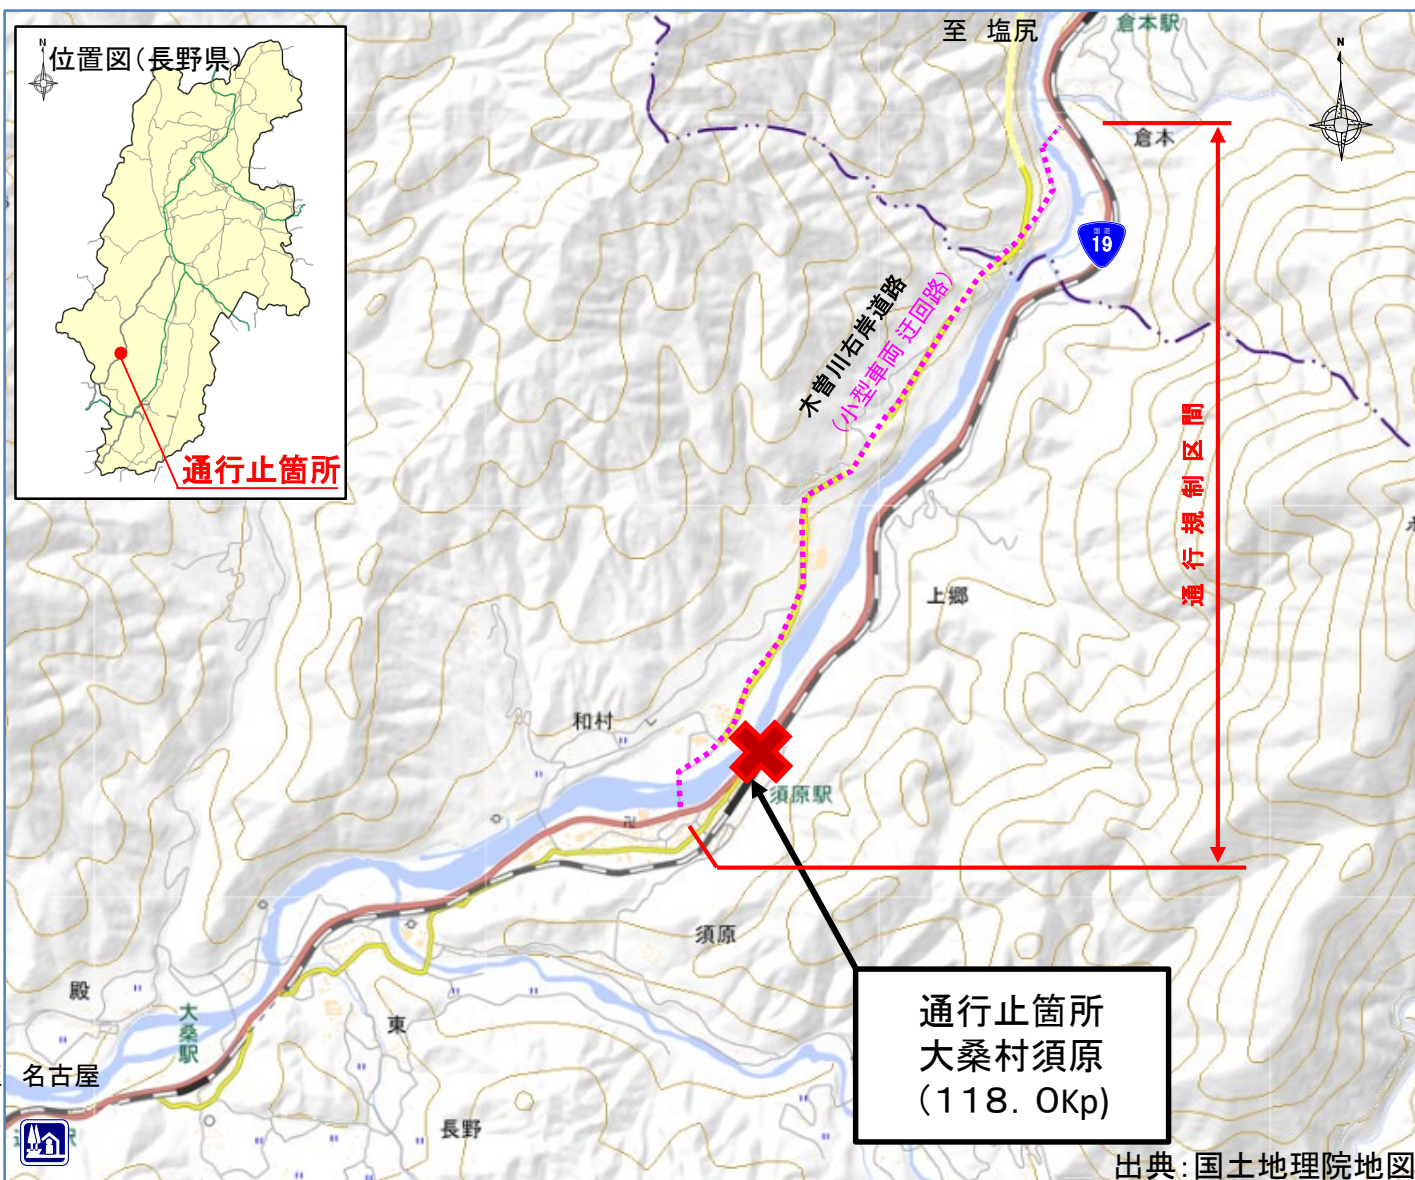 至 塩尻
倉本駅
N
位置図(長野県)
N
倉本
国道
19
木曽川右岸道路
(小型車両 迂回路)
通行止箇所
通行規制区間
上郷
和村
須原駅
須原
殿
大桑駅
東
名古屋
長野
通行止箇所
大桑村須原
(118.0Kp)
出典:国土地理院地図